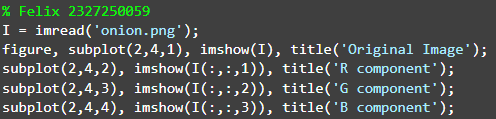 % Felix 2327250059
I = imread('onion.png');
figure, subplot(2,4,1), imshow(I), title('Original Image');
subplot(2,4,2), imshow(I(:,:,1)), title('R component');
subplot(2,4,3), imshow(I(:,:,2)), title('G component');
subplot(2,4,4), imshow(I(:,:,3)), title('B component');